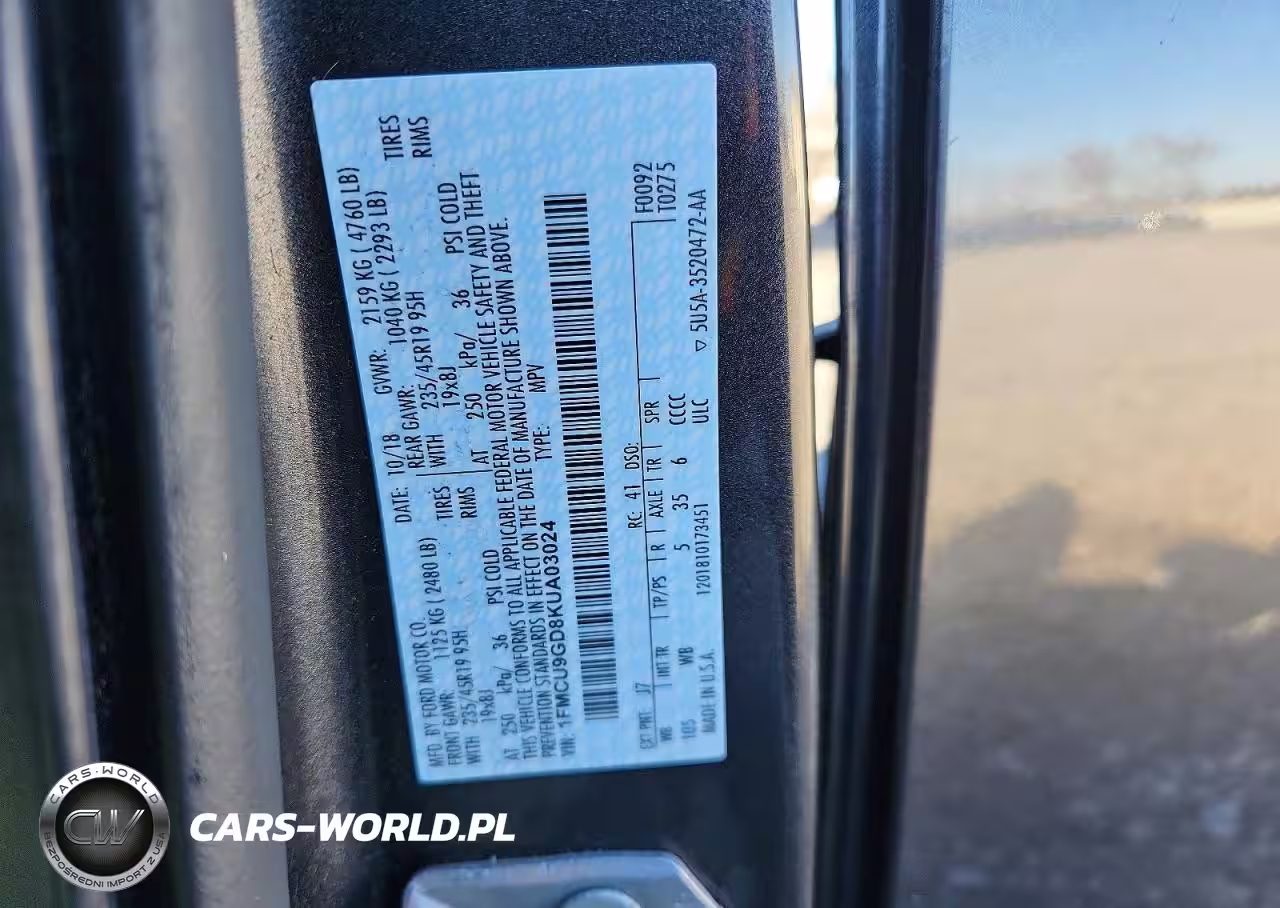 MFD. BY FORD MOTOR CO.
DATE: 10/18 GVWR: 2159 KG ( 4760 LB)
FRONT GAWR: 1125 KG ( 2480 LB) REAR GAWR: 1040 KG ( 2293 LB)
WITH 235/45R19 95H TIRES WITH 235/45R19 95H TIRES
19x8J RIMS 19x8J RIMS
AT 250 kPa/ 36 PSI COLD AT 250 kPa/ 36 PSI COLD
THIS VEHICLE CONFORMS TO ALL APPLICABLE FEDERAL MOTOR VEHICLE SAFETY AND THEFT
PREVENTION STANDARDS IN EFFECT ON THE DATE OF MANUFACTURE SHOWN ABOVE.
VIN: 1FMCU9GD8KUA03024 TYPE: MPV
F0092
T0275
EXT PNT: J7 RC: 41 DSO:
WB INT TR TP/PS R AXLE TR SPR
105 WB 5 35 6 CCCC
MADE IN U.S.A. 1201810173451 ULC ▽ 5U5A-3520472-AA
CARS-WORLD
CW
BEZPOŚREDNI IMPORT Z USA
CARS-WORLD.PL